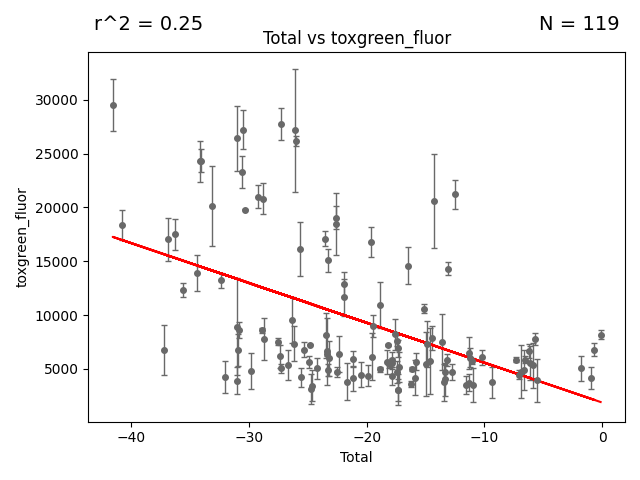 r^2 = 0.25
N = 119
Total vs toxgreen_fluor
toxgreen_fluor
30000
25000
20000
15000
10000
5000
−40
−30
−20
−10
0
Total